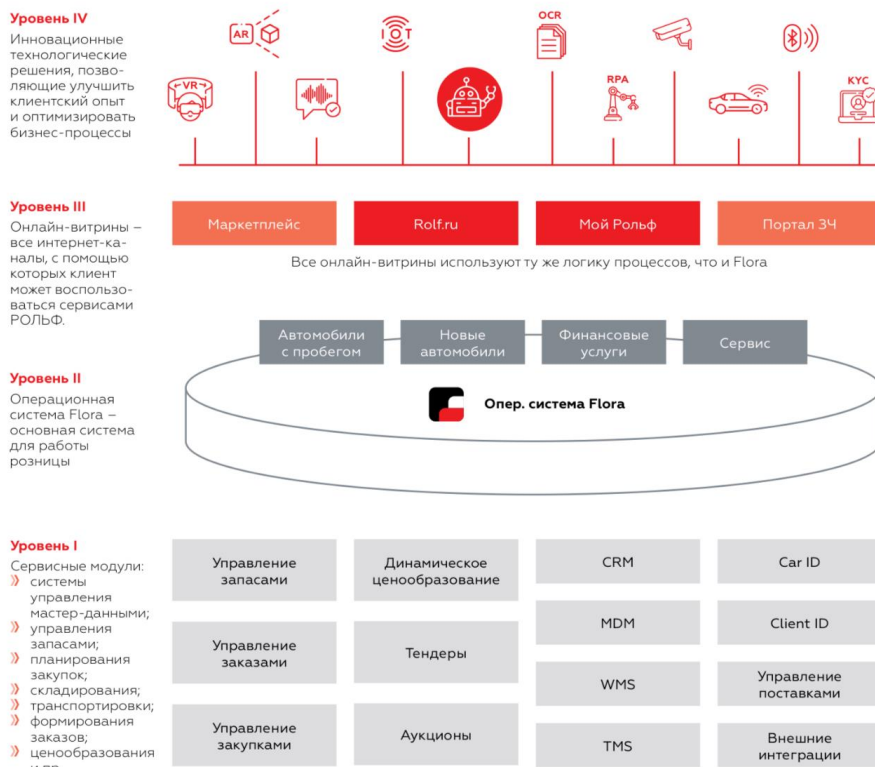 Уровень IV
Инновационные
технологические
решения, позво-
ляющие улучшить
клиентский опыт
и оптимизировать
бизнес-процессы
VR
AR
I T
OCR
RPA
KYC
Уровень III
Онлайн-витрины –
все интернет-ка-
налы, с помощью
которых клиент
может воспользо-
ваться сервисами
РОЛЬФ.
Маркетплейс
Rolf.ru
Мой Рольф
Портал ЗЧ
Все онлайн-витрины используют ту же логику процессов, что и Flora
Автомобили
с пробегом
Новые
автомобили
Финансовые
услуги
Сервис
Уровень II
Операционная
система Flora –
основная система
для работы
розницы
Опер. система Flora
Уровень I
Сервисные модули:
системы
управления
мастер-данными;
управления
запасами;
планирования
закупок;
складирования;
транспортировки;
формирования
заказов;
ценообразования
Управление
запасами
Динамическое
ценообразование
CRM
Car ID
Управление
заказами
Тендеры
MDM
Client ID
WMS
Управление
поставками
Управление
закупками
Аукционы
TMS
Внешние
интеграции